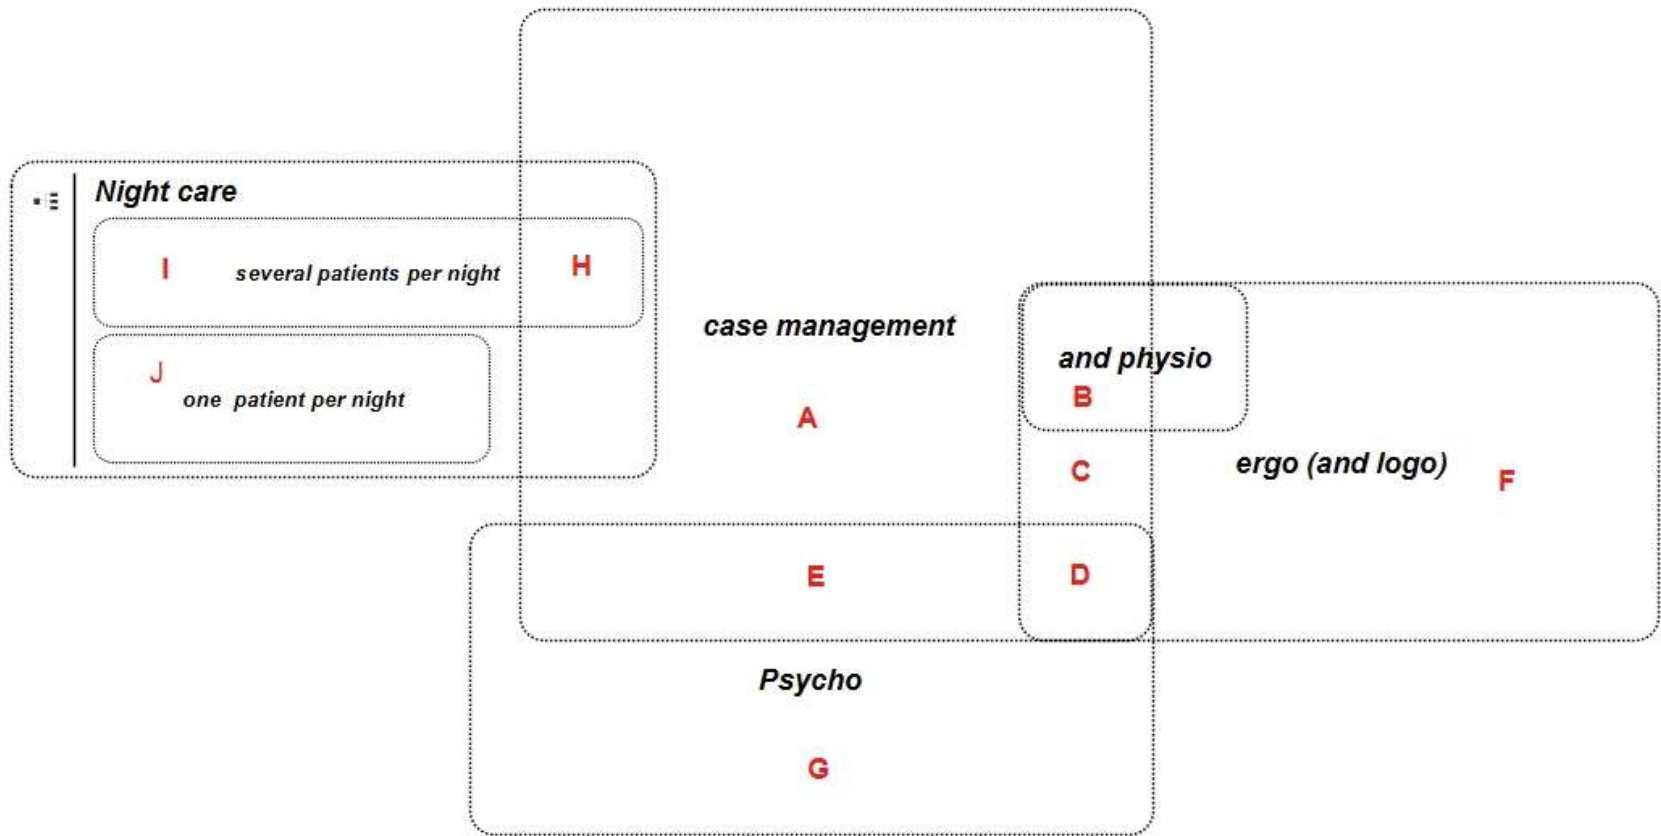 Night care
I several patients per night H
J
one patient per night
case management
A
and physio
B
C
ergo (and logo) F
E
D
Psycho
G